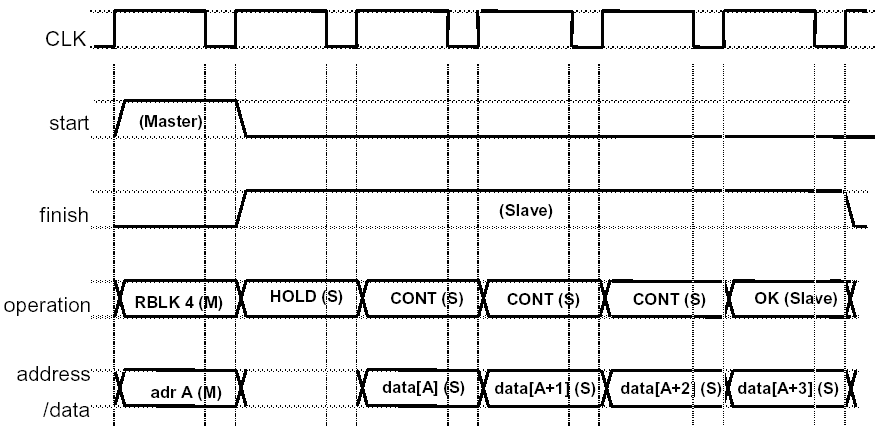 CLK
start
(Master)
finish
(Slave)
operation
RBLK 4 (M)
HOLD (S)
CONT (S)
CONT (S)
CONT (S)
OK (Slave)
address
/data
adr A (M)
data[A] (S)
data[A+1] (S)
data[A+2] (S)
data[A+3] (S)